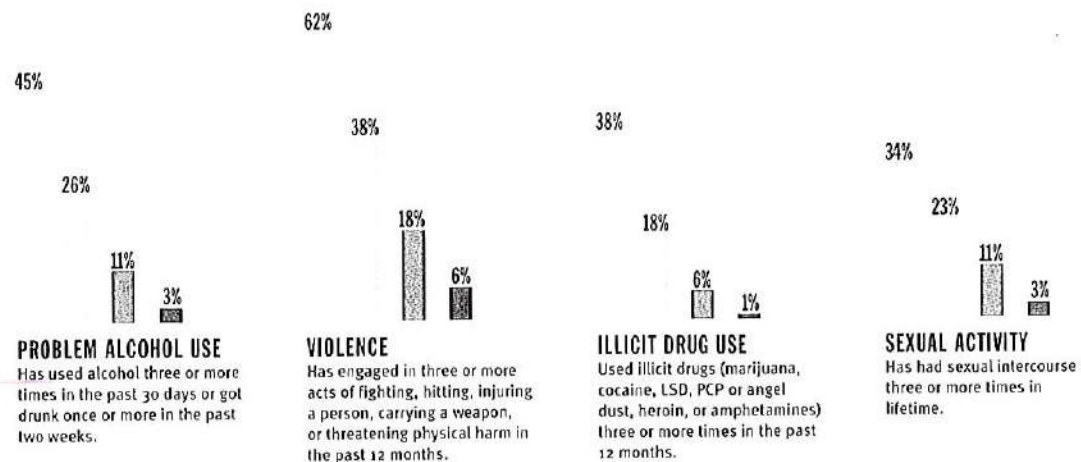 45%
26%
11%
3%
PROBLEM ALCOHOL USE
Has used alcohol three or more
times in the past 30 days or got
drunk once or more in the past
two weeks.
62%
38%
18%
6%
VIOLENCE
Has engaged in three or more
acts of fighting, hitting, injuring
a person, carrying a weapon,
or threatening physical harm in
the past 12 months.
38%
18%
6%
1%
ILLICIT DRUG USE
Used illicit drugs (marijuana,
cocaine, LSD, PCP or angel
dust, heroin, or amphetamines)
three or more times in the past
12 months.
34%
23%
11%
3%
SEXUAL ACTIVITY
Has had sexual intercourse
three or more times in
lifetime.